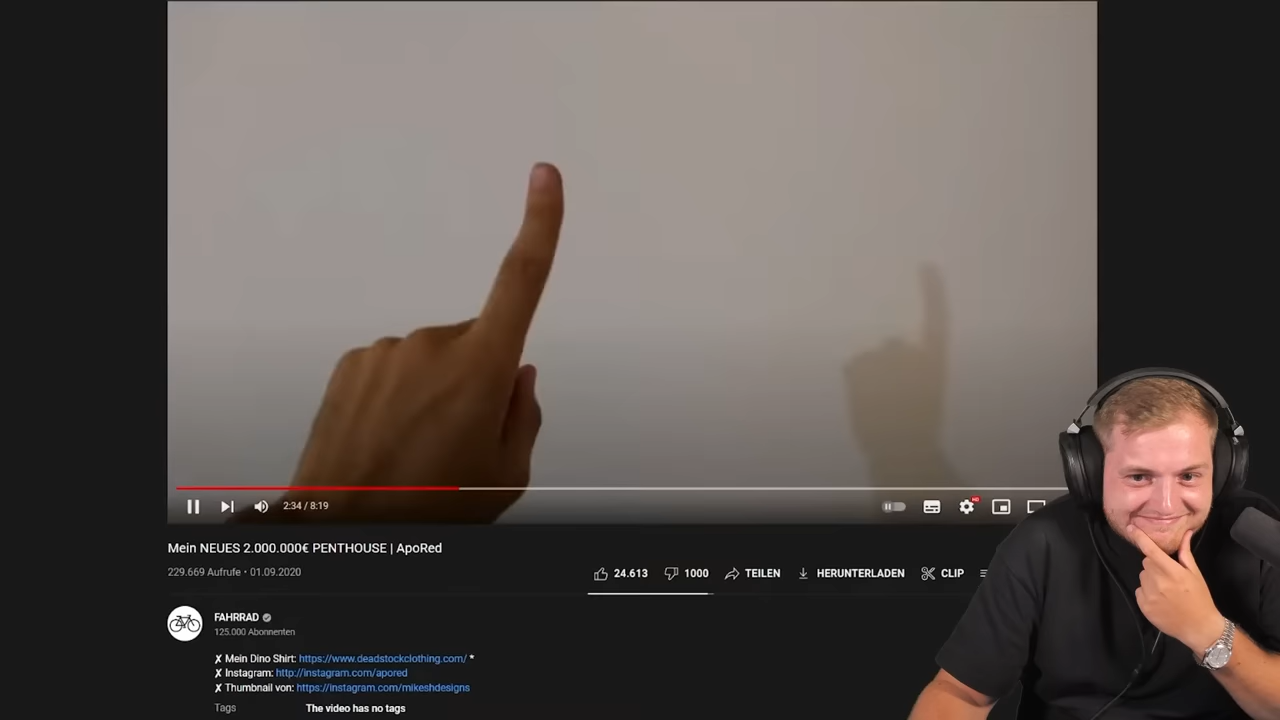 2:34 / 8:19
HD
Mein NEUES 2.000.000€ PENTHOUSE | ApoRed
229.669 Aufrufe • 01.09.2020
24.613 1000 TEILEN HERUNTERLADEN CLIP
FAHRRAD
125.000 Abonnenten
✗ Mein Dino Shirt: https://www.deadstockclothing.com/ *
✗ Instagram: http://instagram.com/apored
✗ Thumbnail von: https://instagram.com/mikeshdesigns
Tags The video has no tags